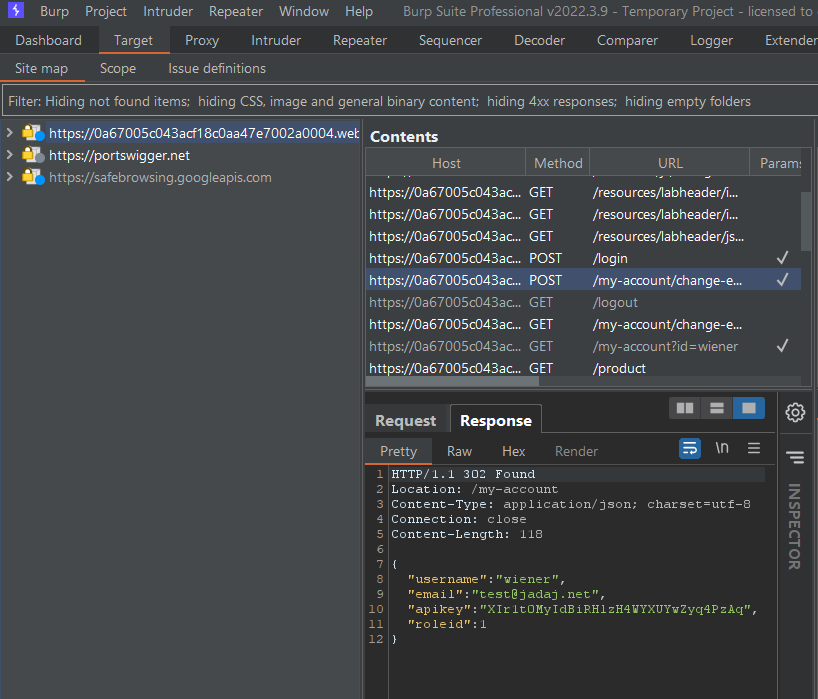 Burp Project Intruder Repeater Window Help Burp Suite Professional v2022.3.9 - Temporary Project - licensed to
Dashboard Target Proxy Intruder Repeater Sequencer Decoder Comparer Logger Extender
Site map Scope Issue definitions
Filter: Hiding not found items; hiding CSS, image and general binary content; hiding 4xx responses; hiding empty folders
https://0a67005c043acf18c0aa47e7002a0004.web
https://portswigger.net
https://safebrowsing.googleapis.com
Contents
Host Method URL Params
https://0a67005c043ac... GET /resources/labheader/i...
https://0a67005c043ac... GET /resources/labheader/i...
https://0a67005c043ac... GET /resources/labheader/js...
https://0a67005c043ac... POST /login ✓
https://0a67005c043ac... POST /my-account/change-e... ✓
https://0a67005c043ac... GET /logout
https://0a67005c043ac... GET /my-account/change-e...
https://0a67005c043ac... GET /my-account?id=wiener ✓
https://0a67005c043ac... GET /product
Request Response
Pretty Raw Hex Render \n
1 HTTP/1.1 302 Found
2 Location: /my-account
3 Content-Type: application/json; charset=utf-8
4 Connection: close
5 Content-Length: 118
6
7 {
8 "username":"wiener",
9 "email":"test@jadaj.net",
10 "apikey":"XIr1tOMyIdBiRHlzH4WYXUYwZyq4PzAq",
11 "roleid":1
12 }
INSPECTOR